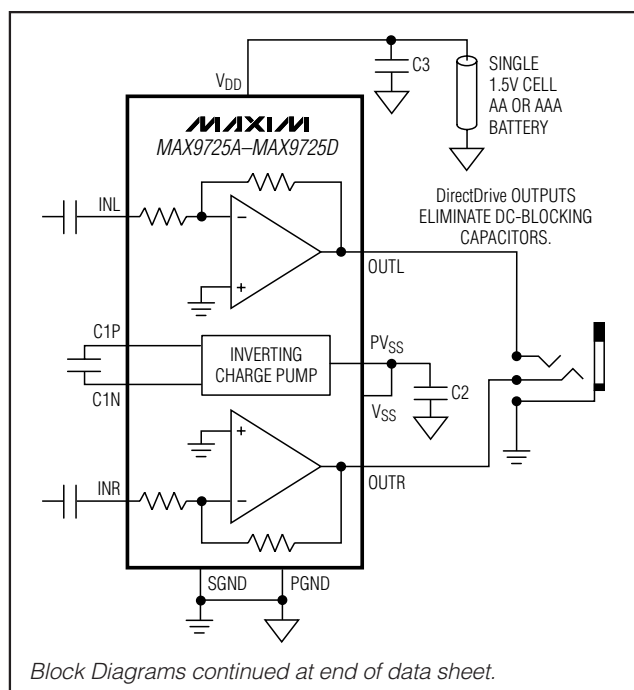 VDD
C3
SINGLE
1.5V CELL
AA OR AAA
BATTERY
MAXIM
MAX9725A–MAX9725D
DirectDrive OUTPUTS
ELIMINATE DC-BLOCKING
CAPACITORS.
INL
−
+
OUTL
C1P
C1N
INVERTING
CHARGE PUMP
PVSS
VSS
C2
+
−
INR
OUTR
SGND
PGND
Block Diagrams continued at end of data sheet.